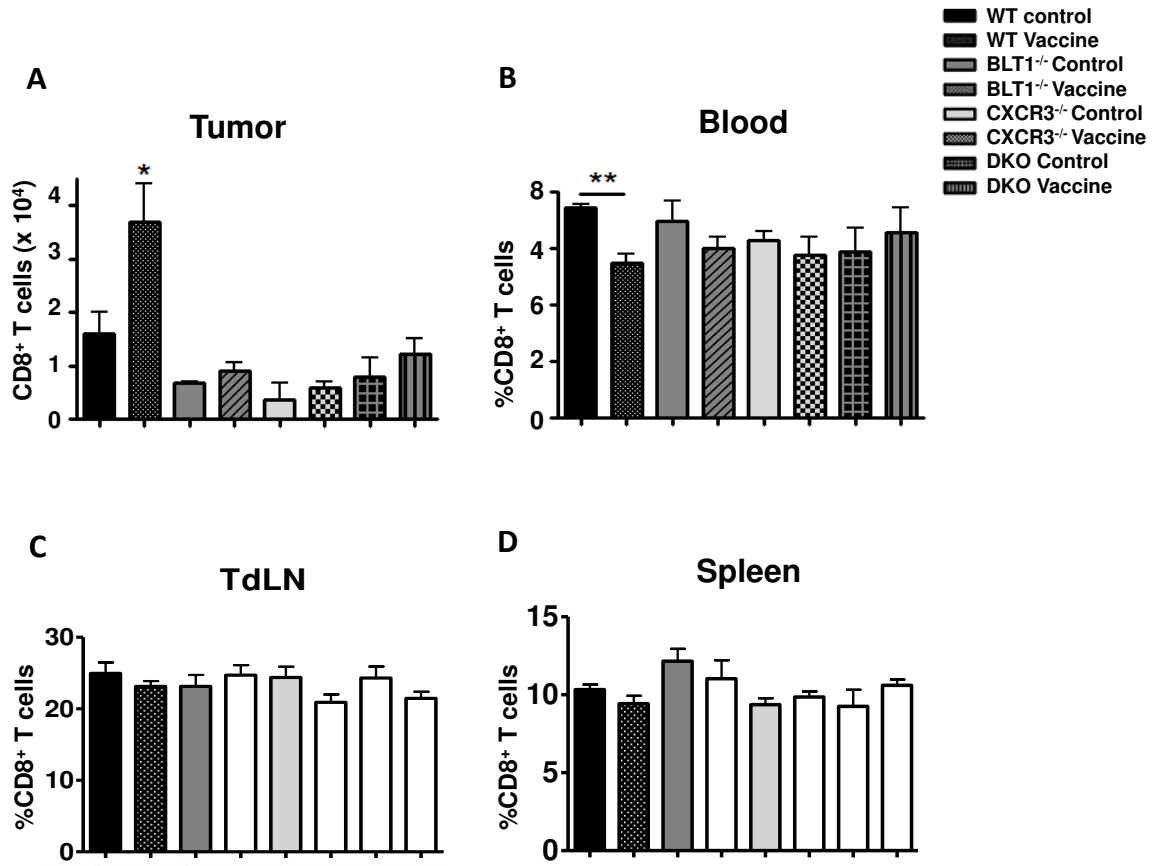 WT control
WT Vaccine
BLT1-/- Control
BLT1-/- Vaccine
CXCR3-/- Control
CXCR3-/- Vaccine
DKO Control
DKO Vaccine
A
Tumor
CD8+ T cells (x 10⁴)
4
3
2
1
0
*
B
Blood
%CD8+ T cells
8
4
6
2
0
**
C
TdLN
%CD8+ T cells
30
20
10
0
D
Spleen
%CD8+ T cells
15
10
5
0